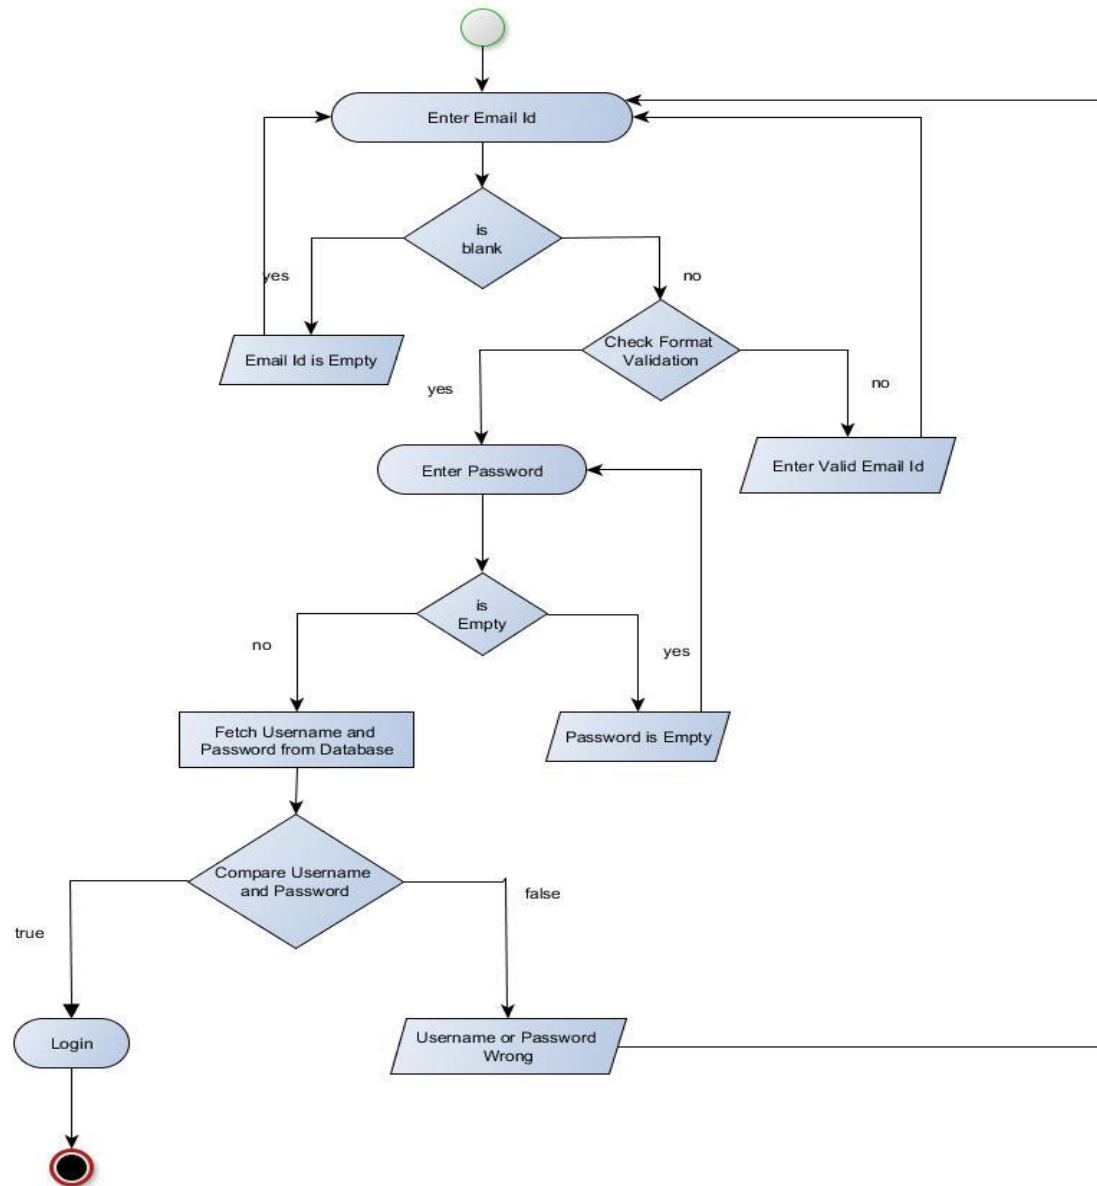 Enter Email Id
is
blank
yes
no
Email Id is Empty
Check Format
Validation
yes
no
Enter Password
Enter Valid Email Id
is
Empty
no
yes
Fetch Username and
Password from Database
Password is Empty
Compare Username
and Password
true
false
Login
Username or Password
Wrong